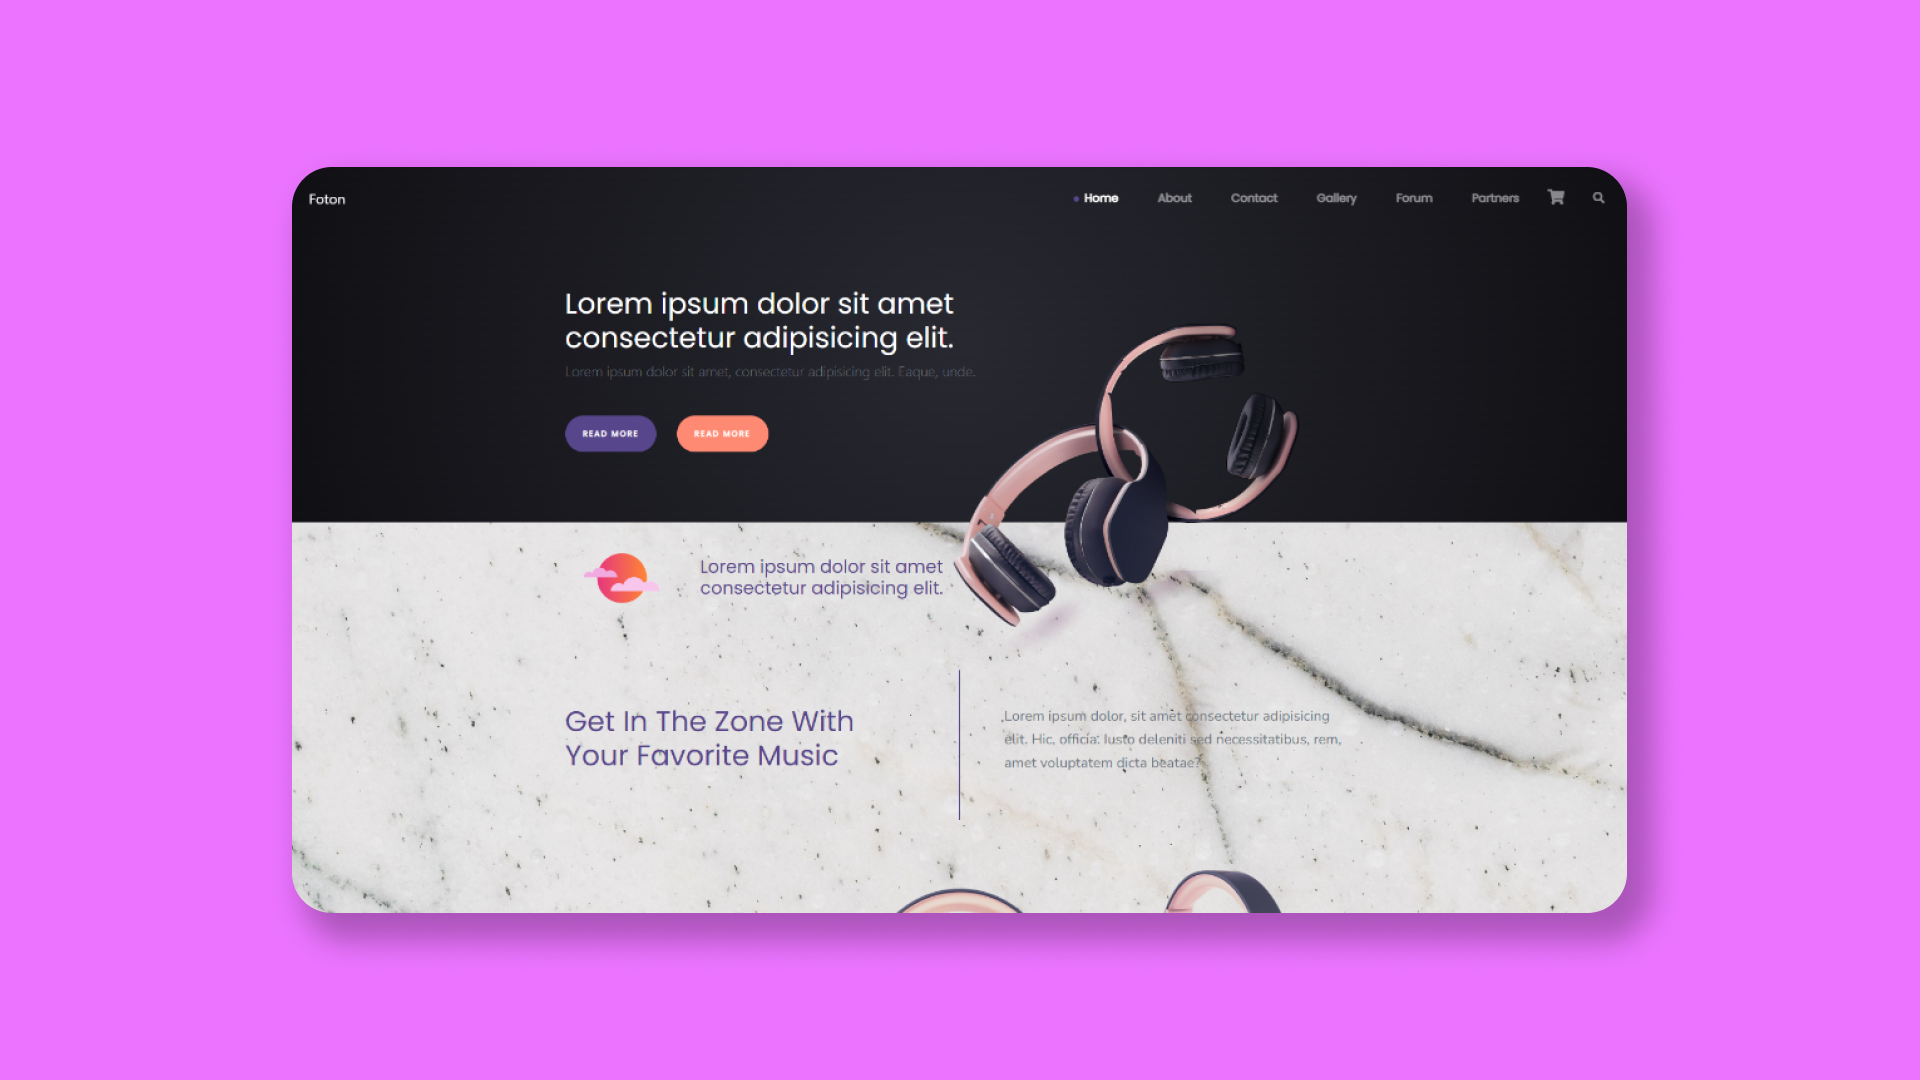 Foton
Home
About
Contact
Gallery
Forum
Partners
Lorem ipsum dolor sit amet
consectetur adipisicing elit.
Lorem ipsum dolor sit amet, consectetur adipisicing elit. Eaque, unde.
READ MORE
READ MORE
Lorem ipsum dolor sit amet
consectetur adipisicing elit.
Get In The Zone With
Your Favorite Music
Lorem ipsum dolor, sit amet consectetur adipisicing
elit. Hic, officia. Iusto deleniti sed necessitatibus, rem,
amet voluptatem dicta beatae?